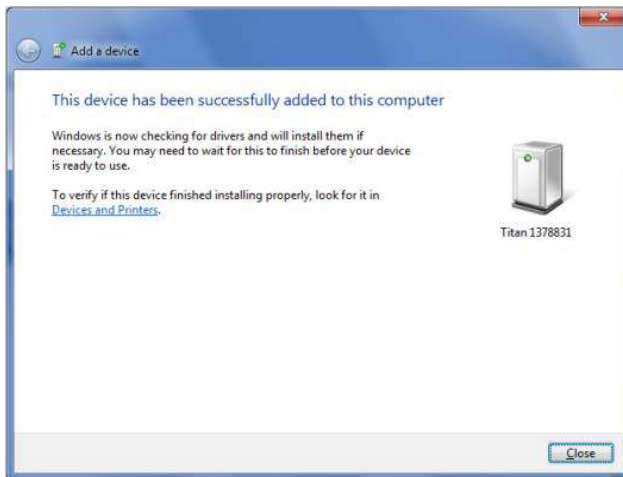 Add a device
This device has been successfully added to this computer
Windows is now checking for drivers and will install them if
necessary. You may need to wait for this to finish before your device
is ready to use.
To verify if this device finished installing properly, look for it in
Devices and Printers.
Titan 1378831
Close